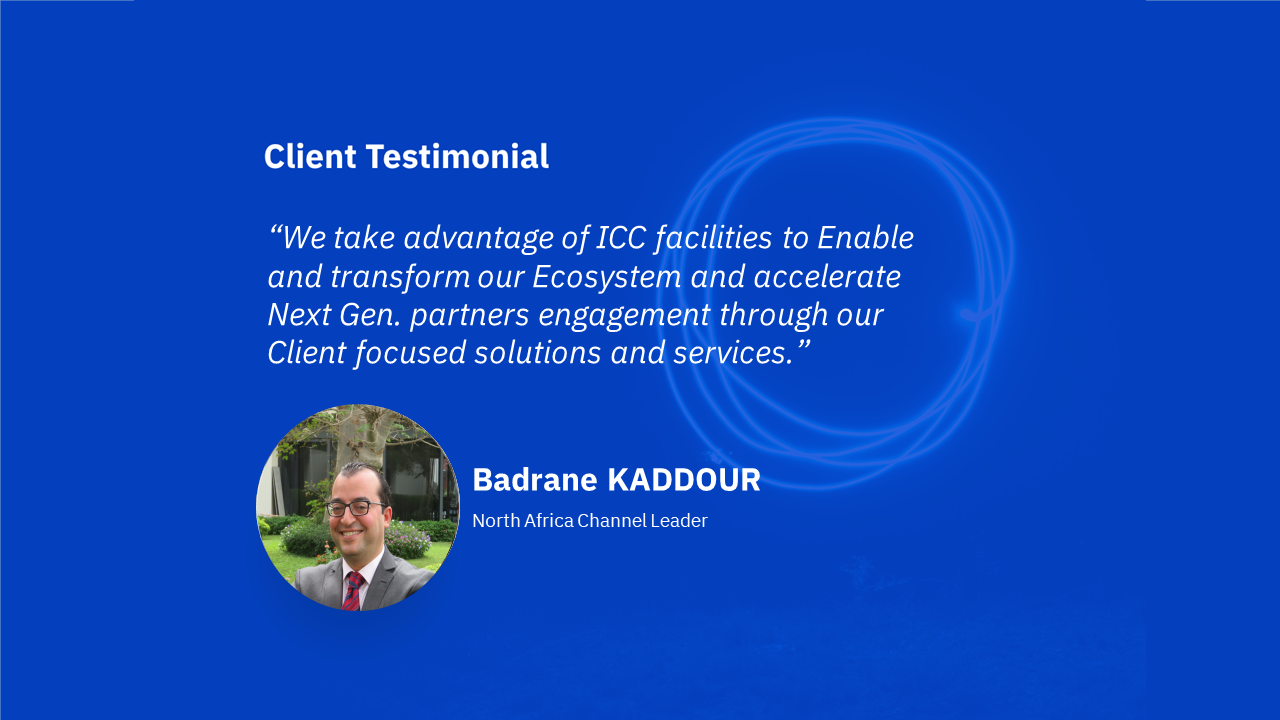 Client Testimonial
“We take advantage of ICC facilities to Enable
and transform our Ecosystem and accelerate
Next Gen. partners engagement through our
Client focused solutions and services.”
Badrane KADDOUR
North Africa Channel Leader